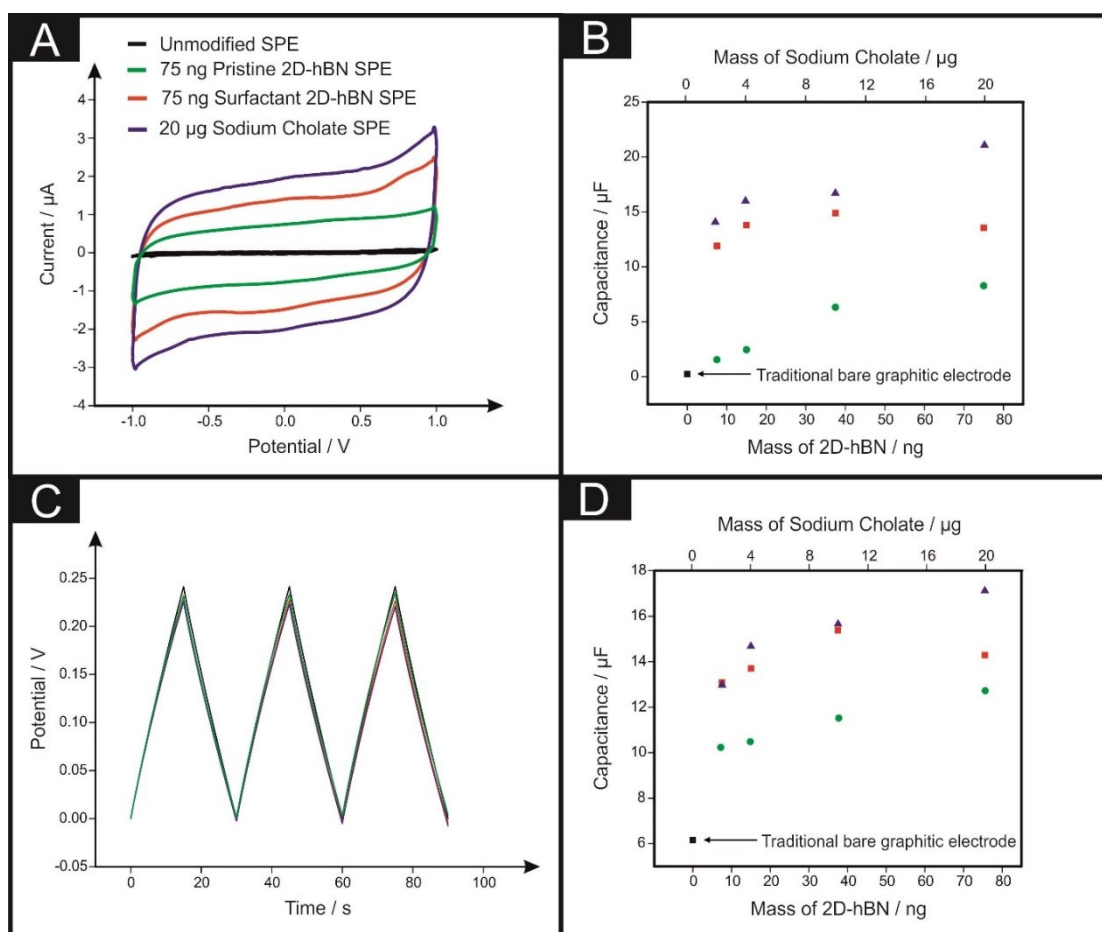 A
Unmodified SPE
75 ng Pristine 2D-hBN SPE
75 ng Surfactant 2D-hBN SPE
20 µg Sodium Cholate SPE
4
3
2
1
0
-1
-2
-3
-4
Current / µA
-1.0
-0.5
0.0
0.5
1.0
Potential / V
B
Mass of Sodium Cholate / µg
0 4 8 12 16 20
25
20
15
10
5
0
Capacitance / µF
Traditional bare graphitic electrode
0 10 20 30 40 50 60 70 80
Mass of 2D-hBN / ng
C
0.25
0.20
0.15
0.10
0.05
0.00
-0.05
Potential / V
0 20 40 60 80 100
Time / s
D
Mass of Sodium Cholate / µg
0 4 8 12 16 20
18
16
14
12
10
8
6
Capacitance / µF
Traditional bare graphitic electrode
0 10 20 30 40 50 60 70 80
Mass of 2D-hBN / ng